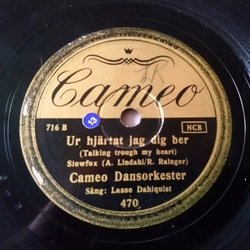 Cameo
716 B
NCB
13
Ur hjärtat jag dig ber
(Talking trough my heart)
Slowfox (A. Lindahl/R. Rainger)
Cameo Dansorkester
Sång: Lasse Dahlquist
470